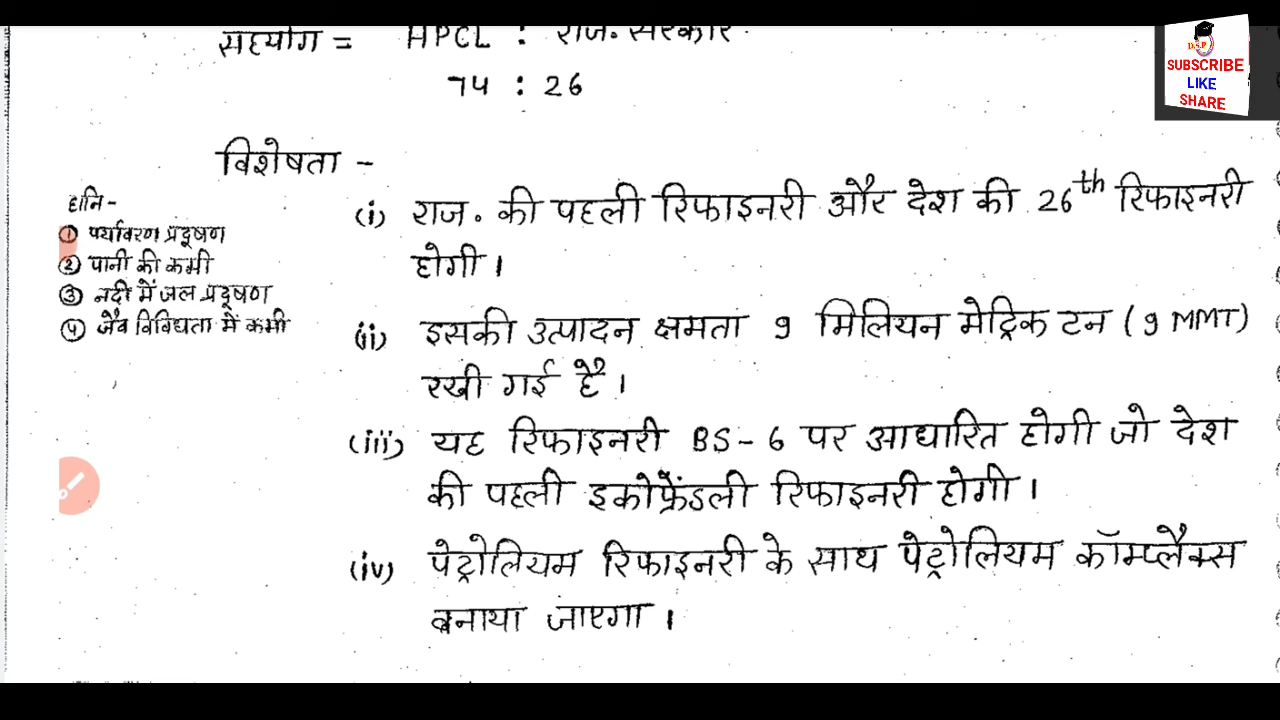 सहयोग = HPCL : राज. सरकार
74 : 26
D.S.P
SUBSCRIBE
LIKE
SHARE
विशेषता -
हानि-
① पर्यावरण प्रदूषण
② पानी की कमी
③ नदी में जल प्रदूषण
④ जैव विविधता में कमी
(i) राज. की पहली रिफाइनरी और देश की 26th रिफाइनरी
होगी।
(ii) इसकी उत्पादन क्षमता 9 मिलियन मेट्रिक टन (9 MMT)
रखी गई है।
(iii) यह रिफाइनरी BS-6 पर आधारित होगी जो देश
की पहली इकोफ्रेंडली रिफाइनरी होगी।
(iv) पेट्रोलियम रिफाइनरी के साथ पेट्रोलियम कॉम्प्लैक्स
बनाया जाएगा।